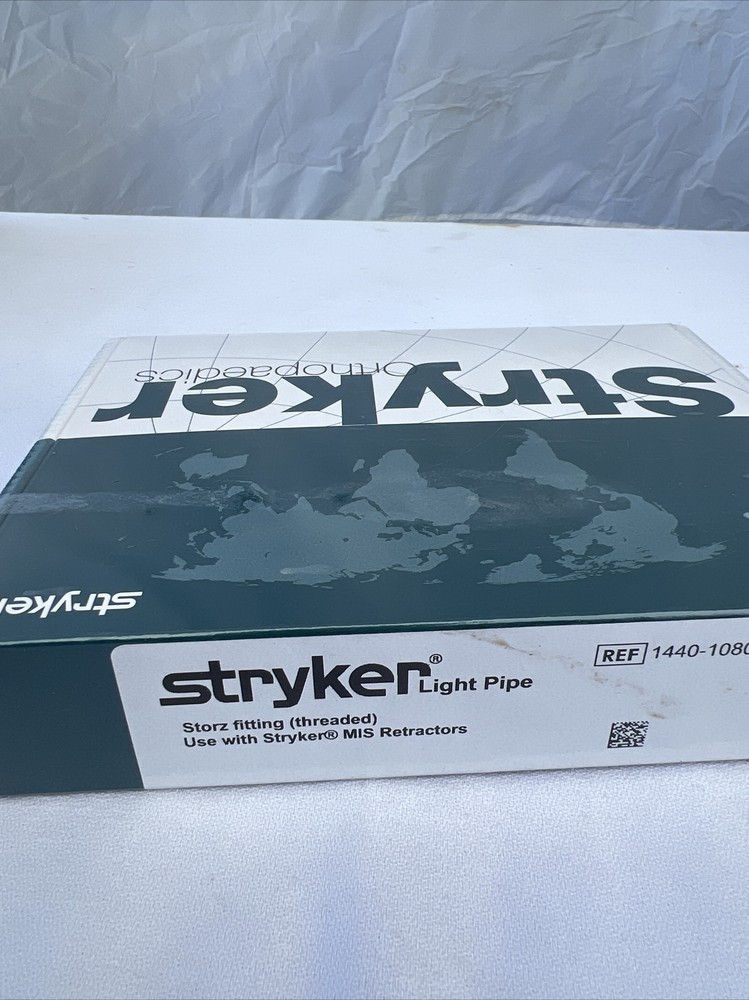 Orthopaedics
Stryker
stryker
stryker® Light Pipe
REF 1440-1080
Storz fitting (threaded)
Use with Stryker® MIS Retractors